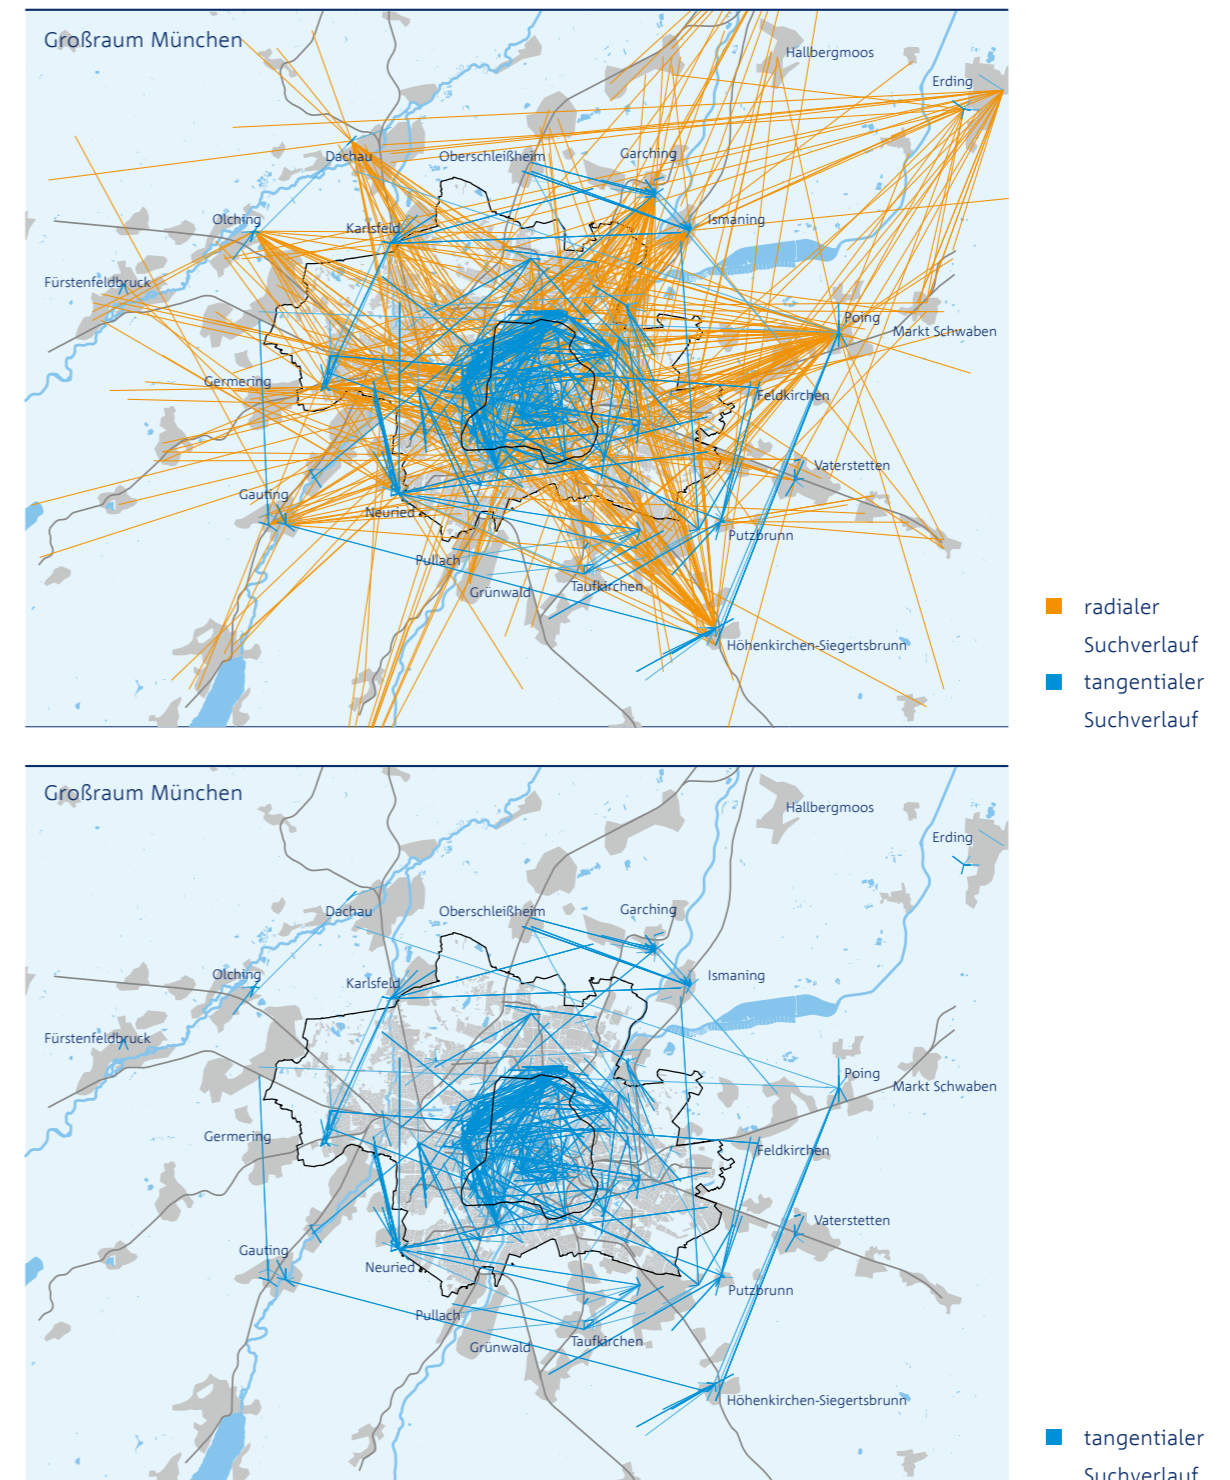 Großraum München
Hallbergmoos
Erding
Dachau
Oberschleißheim
Garching
Olching
Karlsfeld
Ismaning
Fürstenfeldbruck
Poing
Markt Schwaben
Germering
Feldkirchen
Vaterstetten
Gauting
Neuried
Putzbrunn
Pullach
Grünwald
Taufkirchen
Höhenkirchen-Siegertsbrunn
radialer
Suchverlauf
tangentialer
Suchverlauf
Großraum München
Hallbergmoos
Erding
Dachau
Oberschleißheim
Garching
Olching
Karlsfeld
Ismaning
Fürstenfeldbruck
Poing
Markt Schwaben
Germering
Feldkirchen
Vaterstetten
Gauting
Neuried
Putzbrunn
Pullach
Grünwald
Taufkirchen
Höhenkirchen-Siegertsbrunn
tangentialer
Suchverlauf